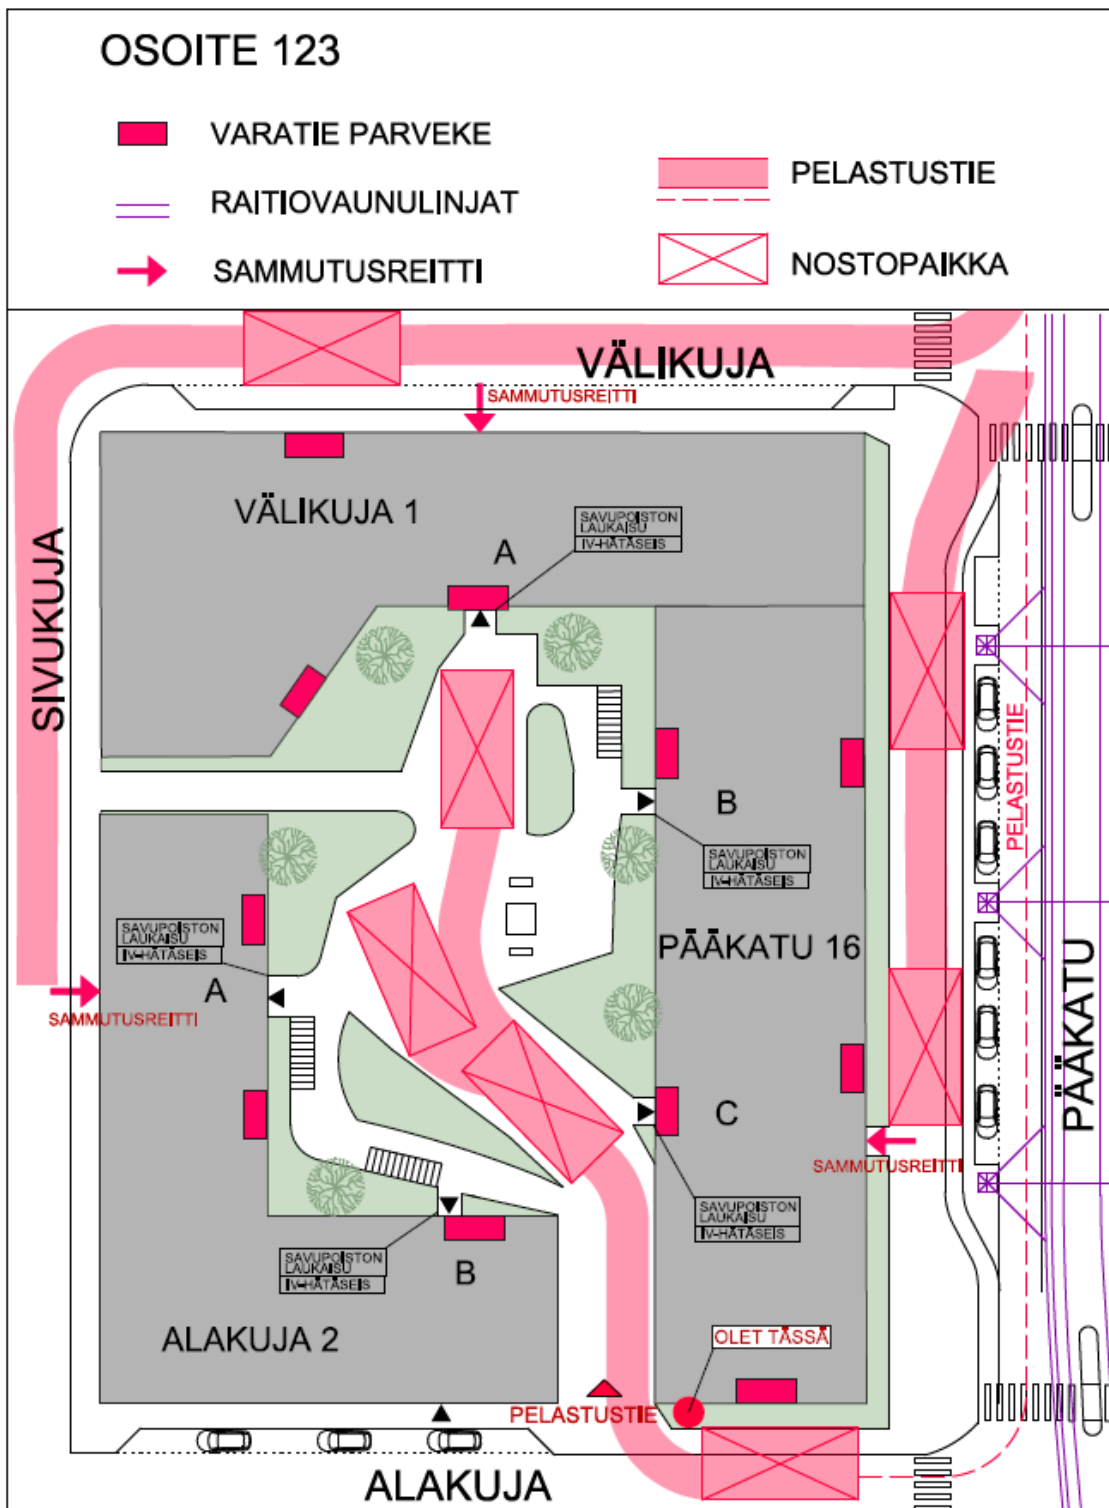 OSOITE 123
VARATIE PARVEKE
RAITIOVAUNULINJAT
SAMMUTUSREITTI
PELASTUSTIE
NOSTOPAIKKA
VÄLIKUJA
SAMMUTUSREITTI
VÄLIKUJA 1
SAVUPOISTON
LAUKAISU
IV-HÄTÄSEIS
A
SIVUKUJA
PELASTUSTIE
B
SAVUPOISTON
LAUKAISU
IV-HÄTÄSEIS
SAVUPOISTON
LAUKAISU
IV-HÄTÄSEIS
PÄÄKATU 16
A
SAMMUTUSREITTI
PÄÄKATU
C
SAMMUTUSREITTI
SAVUPOISTON
LAUKAISU
IV-HÄTÄSEIS
SAVUPOISTON
LAUKAISU
IV-HÄTÄSEIS
B
ALAKUJA 2
OLET TÄSSÄ
PELASTUSTIE
ALAKUJA